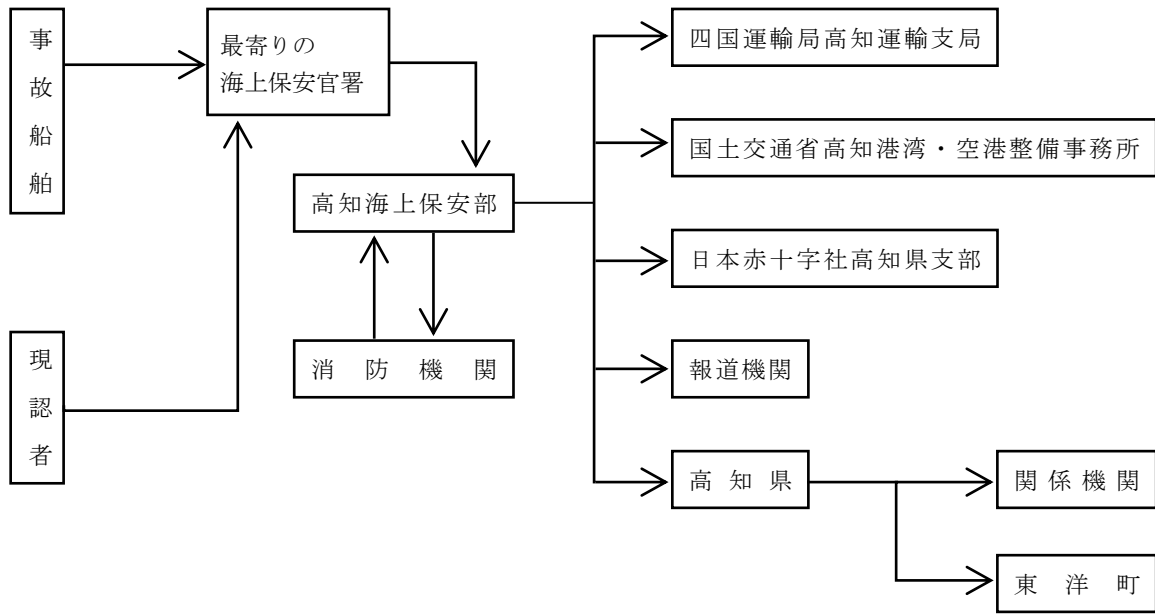 事故船舶
最寄りの
海上保安官署
四国運輸局高知運輸支局
国土交通省高知港湾・空港整備事務所
高知海上保安部
日本赤十字社高知県支部
現認者
消防機関
報道機関
高知県
関係機関
東洋町